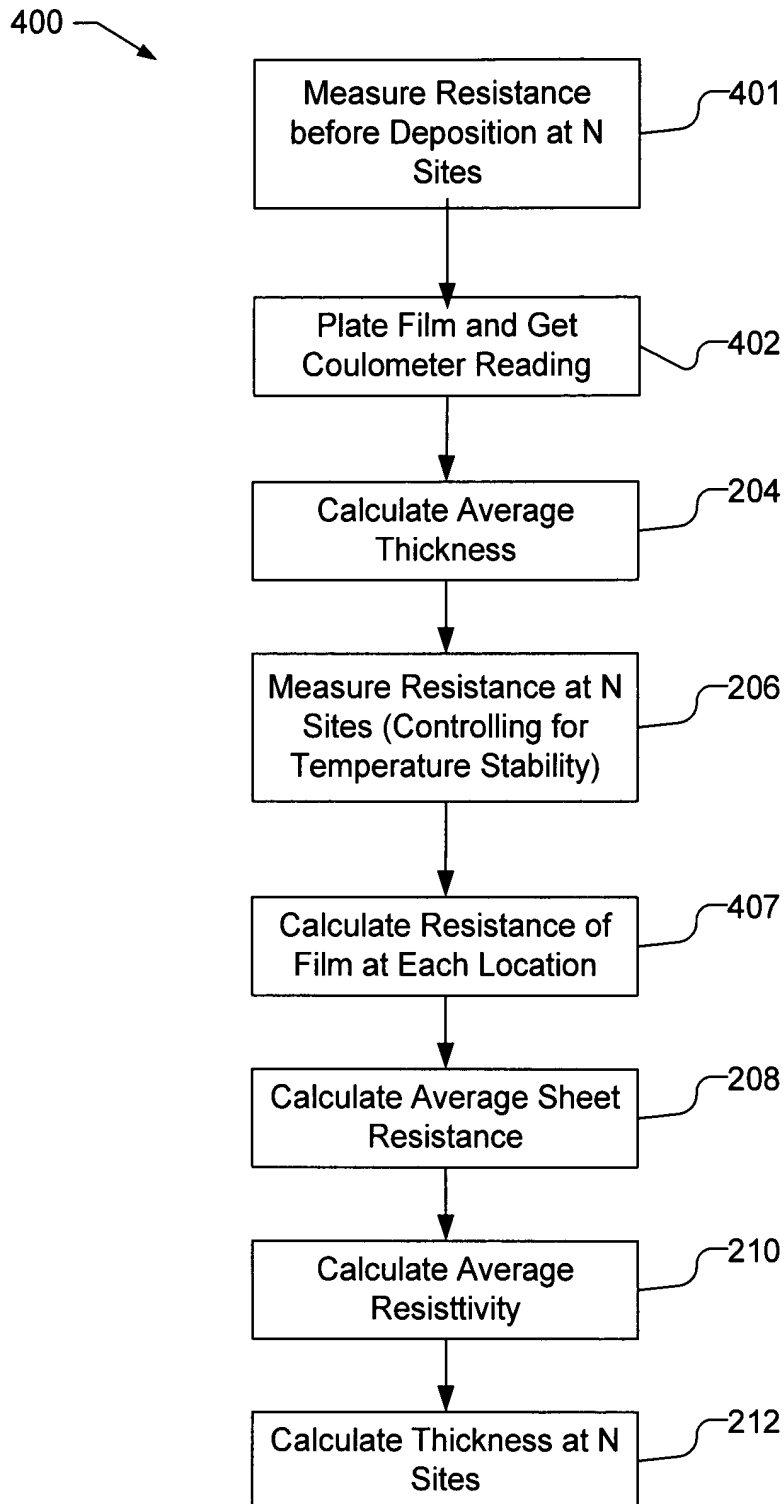 400
Measure Resistance
before Deposition at N
Sites
401
Plate Film and Get
Coulometer Reading
402
Calculate Average
Thickness
204
Measure Resistance at N
Sites (Controlling for
Temperature Stability)
206
Calculate Resistance of
Film at Each Location
407
Calculate Average Sheet
Resistance
208
Calculate Average
Resisttivity
210
Calculate Thickness at N
Sites
212